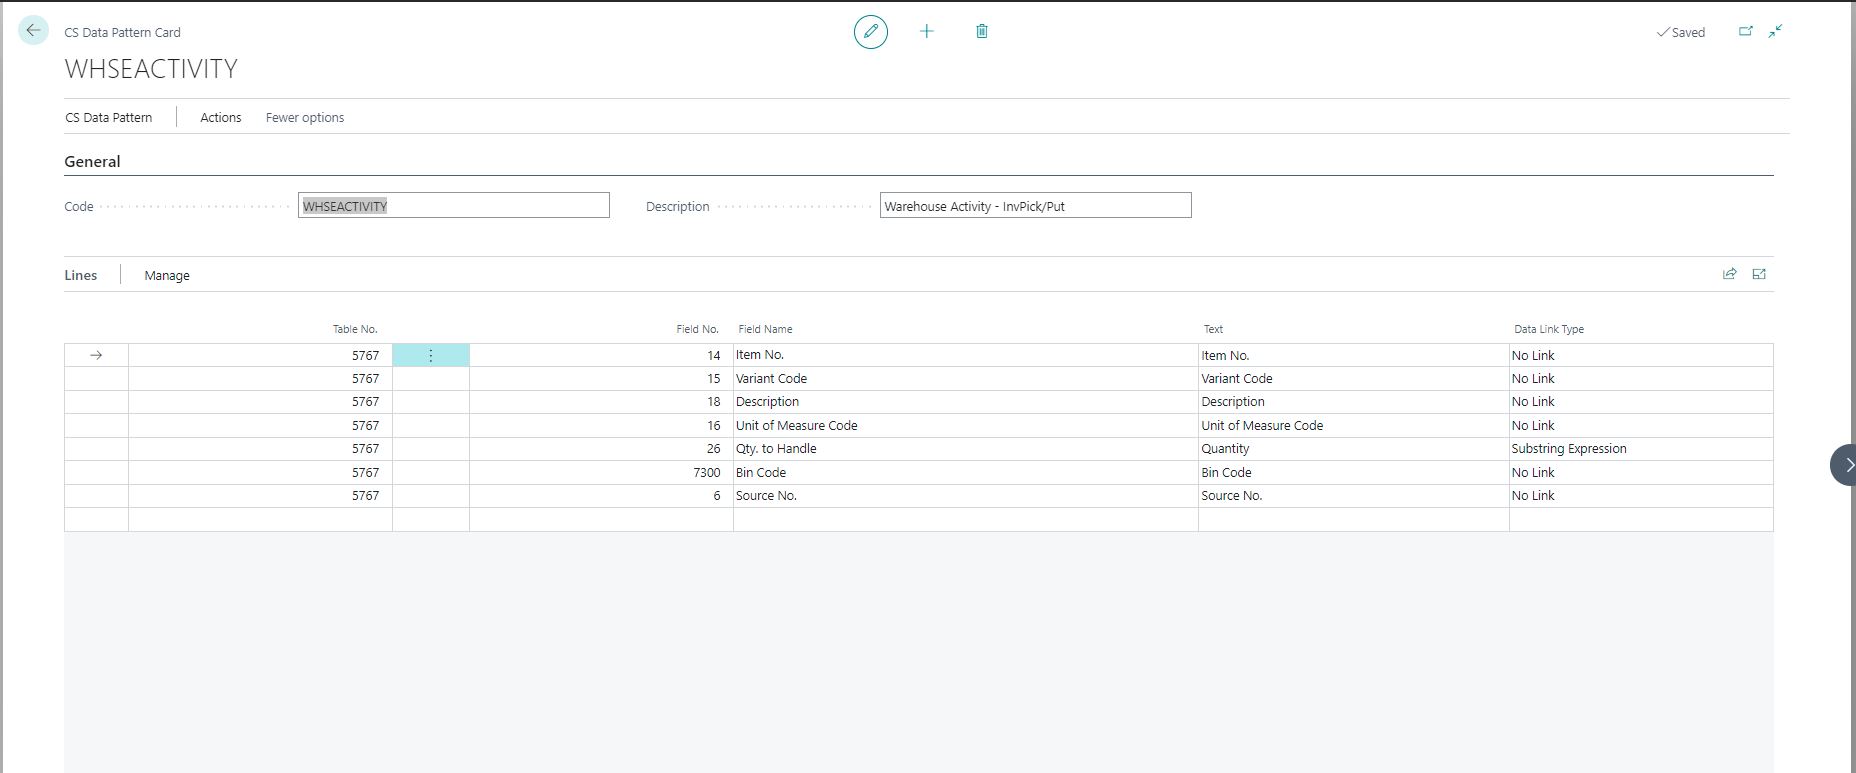 CS Data Pattern Card
Saved
WHSEACTIVITY
CS Data Pattern Actions Fewer options
General
Code WHSEACTIVITY Description Warehouse Activity - InvPick/Put
Lines Manage
Table No. Field No. Field Name Text Data Link Type
5767 14 Item No. Item No. No Link
5767 15 Variant Code Variant Code No Link
5767 18 Description Description No Link
5767 16 Unit of Measure Code Unit of Measure Code No Link
5767 26 Qty. to Handle Quantity Substring Expression
5767 7300 Bin Code Bin Code No Link
5767 6 Source No. Source No. No Link